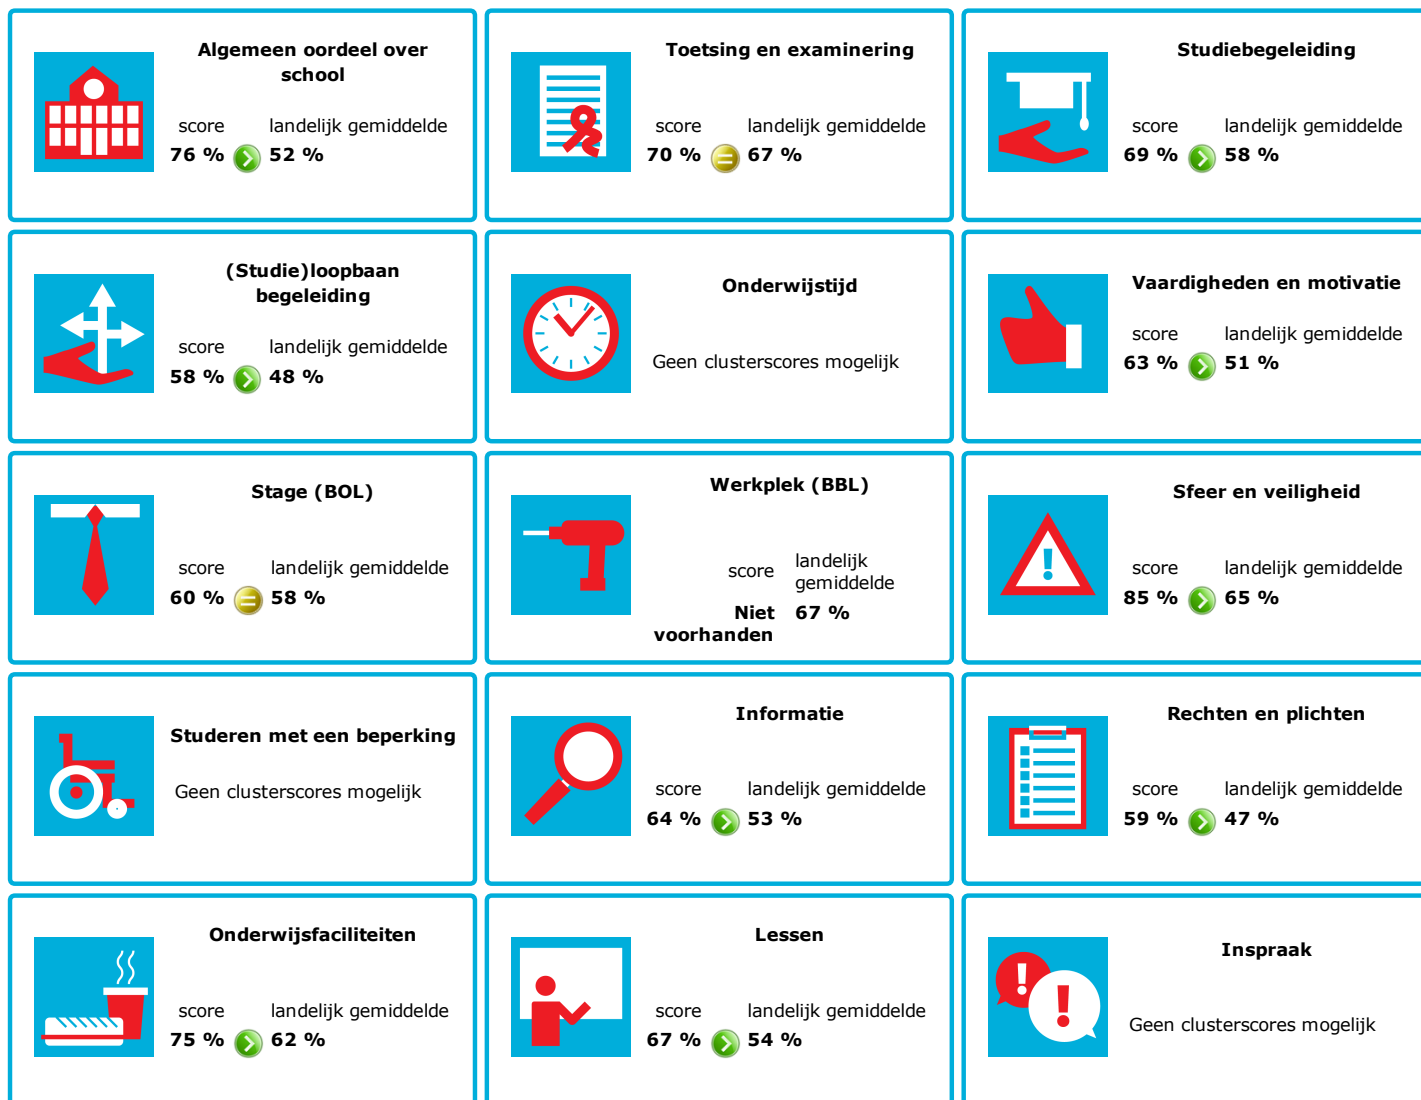 Algemeen oordeel over
school
score landelijk gemiddelde
76 % 52 %
Toetsing en examinering
score landelijk gemiddelde
70 % = 67 %
Studiebegeleiding
score landelijk gemiddelde
69 % 58 %
(Studie)loopbaan
begeleiding
score landelijk gemiddelde
58 % 48 %
Onderwijstijd
Geen clusterscores mogelijk
Vaardigheden en motivatie
score landelijk gemiddelde
63 % 51 %
Stage (BOL)
score landelijk gemiddelde
60 % = 58 %
Werkplek (BBL)
score landelijk
gemiddelde
Niet 67 %
voorhanden
Sfeer en veiligheid
!
score landelijk gemiddelde
85 % 65 %
Studeren met een beperking
Geen clusterscores mogelijk
Informatie
score landelijk gemiddelde
64 % 53 %
Rechten en plichten
score landelijk gemiddelde
59 % 47 %
Onderwijsfaciliteiten
score landelijk gemiddelde
75 % 62 %
Lessen
score landelijk gemiddelde
67 % 54 %
Inspraak
! !
Geen clusterscores mogelijk